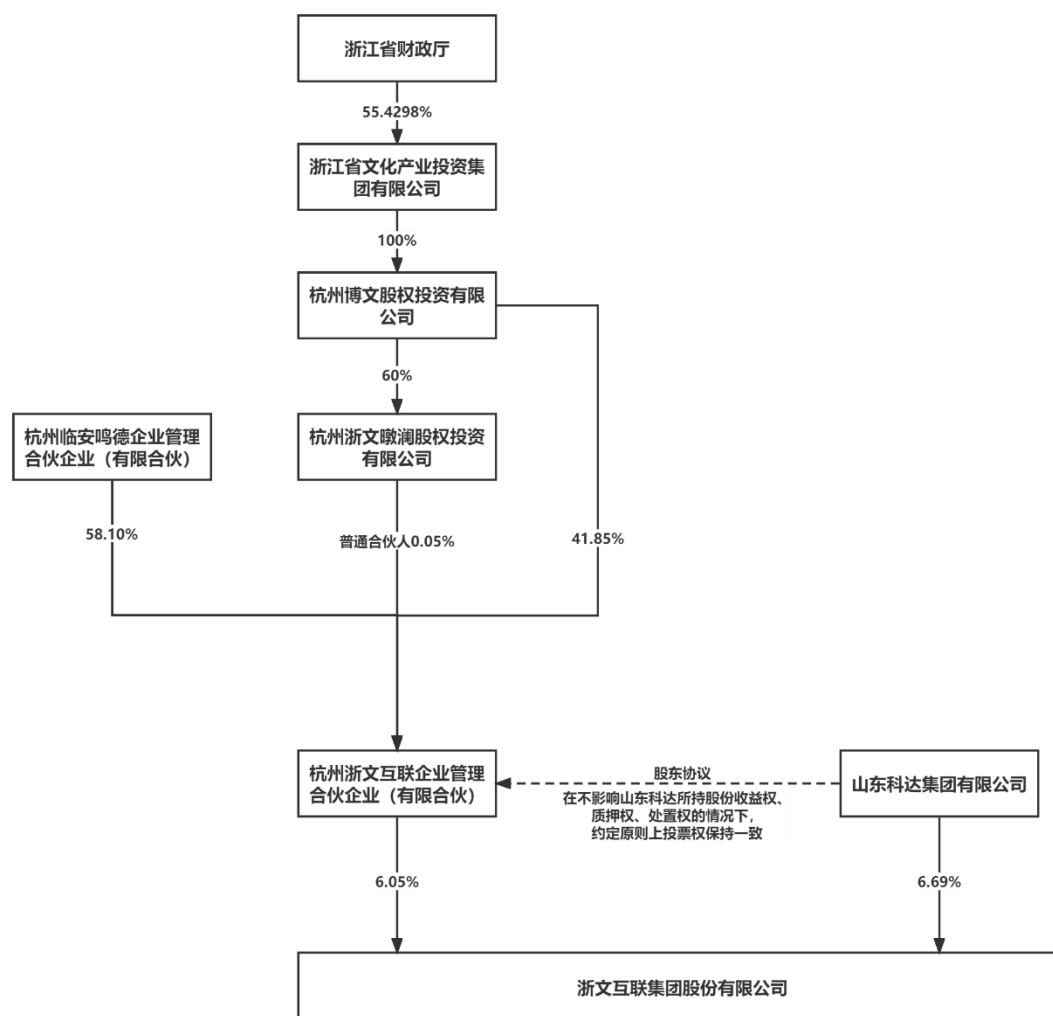 浙江省财政厅
55.4298%
浙江省文化产业投资集
团有限公司
100%
杭州博文股权投资有限
公司
60%
杭州临安鸣德企业管理
合伙企业（有限合伙）
杭州浙文暾澜股权投资
有限公司
58.10%
普通合伙人0.05%
41.85%
杭州浙文互联企业管理
合伙企业（有限合伙）
股东协议
在不影响山东科达所持股份收益权、
质押权、处置权的情况下，
约定原则上投票权保持一致
山东科达集团有限公司
6.05%
6.69%
浙文互联集团股份有限公司